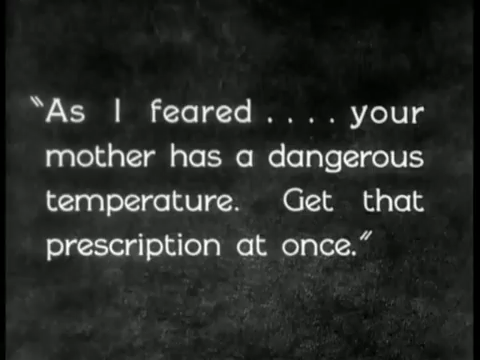 "As I feared . . . . your
mother has a dangerous
temperature. Get that
prescription at once."